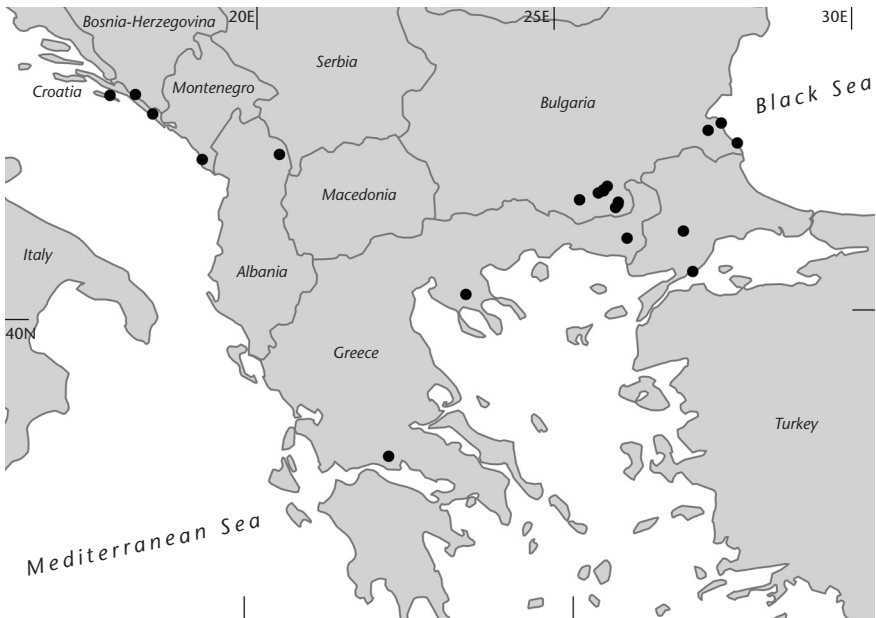 20E
25E
30E
Bosnia-Herzegovina
Serbia
Croatia
Montenegro
Bulgaria
Black Sea
Macedonia
Italy
Albania
40N
Greece
Turkey
Mediterranean Sea